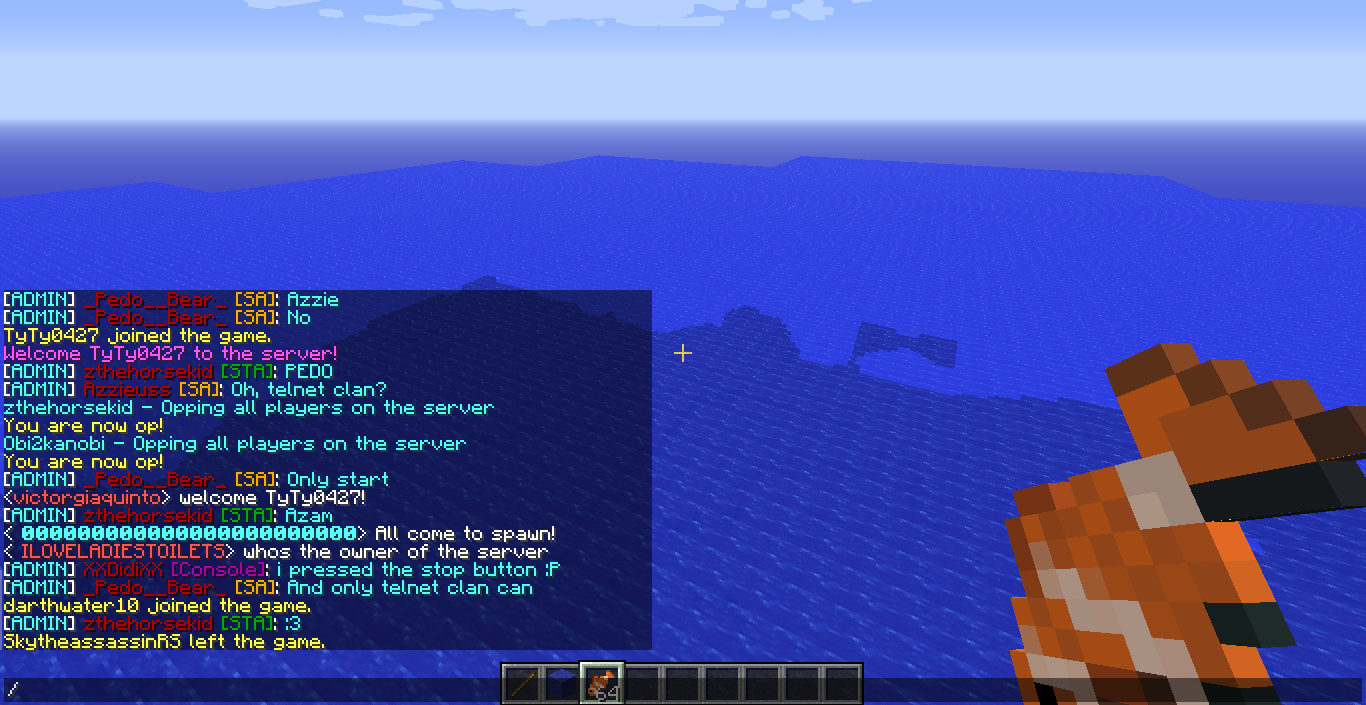 [ADMIN] _Pedo__Bear_ [SA]: Azzie
[ADMIN] _Pedo__Bear_ [SA]: No
TyTy0427 joined the game.
Welcome TyTy0427 to the server!
[ADMIN] zthehorsekid [STA]: PEDO
[ADMIN] Azzieuss [SA]: Oh, telnet clan?
zthehorsekid - Opping all players on the server
You are now op!
Obi2kanobi - Opping all players on the server
You are now op!
[ADMIN] _Pedo__Bear_ [SA]: Only start
<victorgiaquinto> welcome TyTy0427!
[ADMIN] zthehorsekid [STA]: Azam
< 000000000000000000000000> All come to spawn!
< ILOVELADIESTOILETS> whos the owner of the server
[ADMIN] XXDidiXX [Console]: i pressed the stop button :P
[ADMIN] _Pedo__Bear_ [SA]: And only telnet clan can
darthwater10 joined the game.
[ADMIN] zthehorsekid [STA]: :3
SkytheassassinRS left the game.
/
64